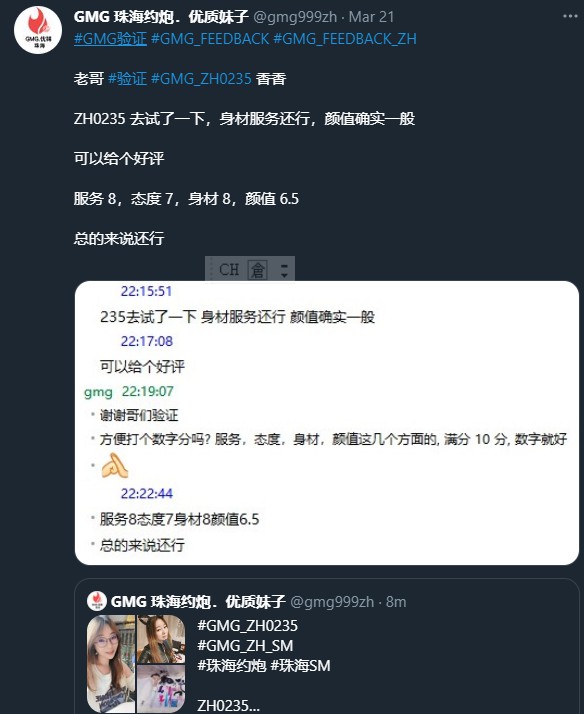 GMG.优妹
珠海
GMG 珠海约炮．优质妹子 @gmg999zh · Mar 21
#GMG验证 #GMG_FEEDBACK #GMG_FEEDBACK_ZH
老哥 #验证 #GMG_ZH0235 香香
ZH0235 去试了一下，身材服务还行，颜值确实一般
可以给个好评
服务 8，态度 7，身材 8，颜值 6.5
总的来说还行
CH 倉
22:15:51
235去试了一下 身材服务还行 颜值确实一般
22:17:08
可以给个好评
gmg 22:19:07
谢谢哥们验证
方便打个数字分吗? 服务，态度，身材，颜值这几个方面的, 满分 10 分, 数字就好
22:22:44
服务8态度7身材8颜值6.5
总的来说还行
GMG 珠海约炮．优质妹子 @gmg999zh · 8m
#GMG_ZH0235
#GMG_ZH_SM
#珠海约炮 #珠海SM
ZH0235...